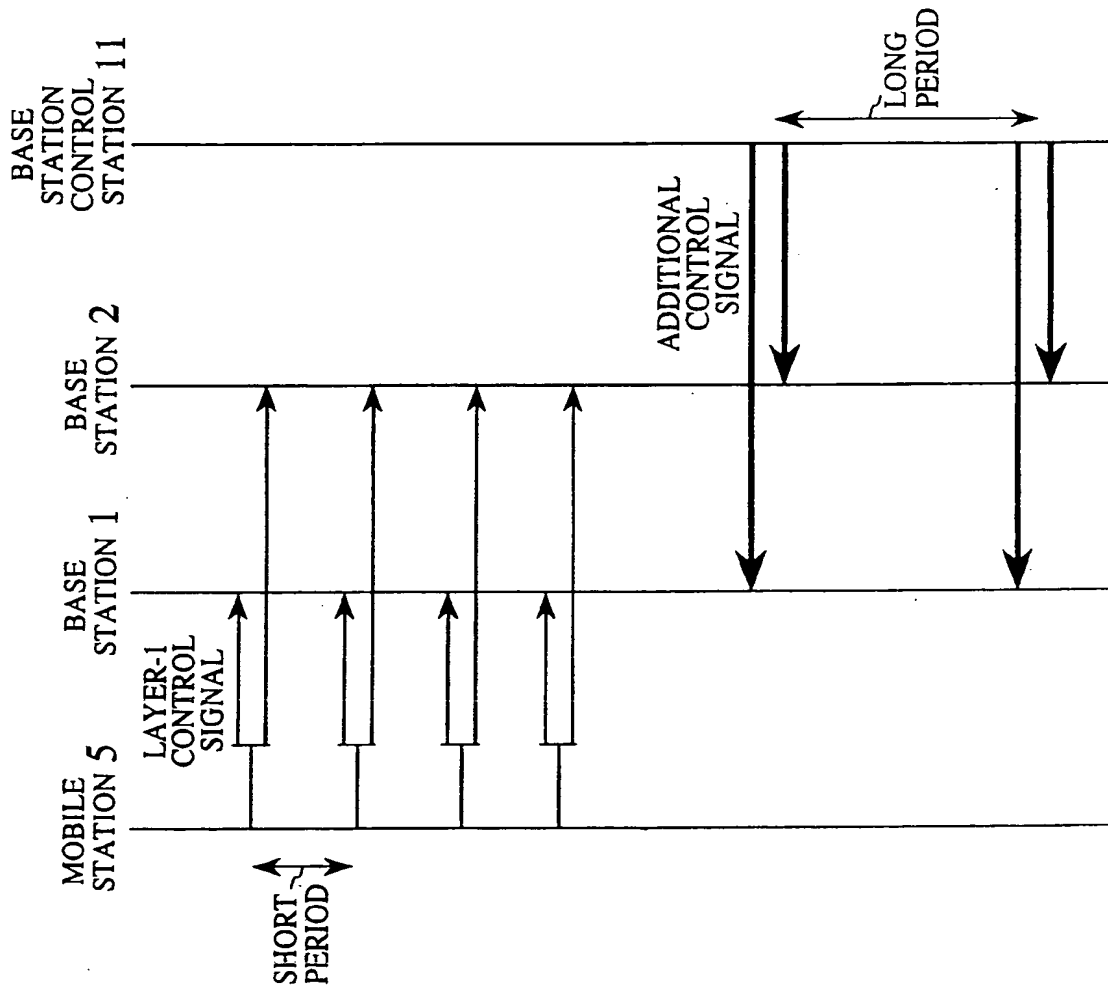 MOBILE
STATION 5
BASE
STATION 1
BASE
STATION 2
BASE
STATION
CONTROL
STATION 11
LAYER-1
CONTROL
SIGNAL
SHORT
PERIOD
ADDITIONAL
CONTROL
SIGNAL
LONG
PERIOD